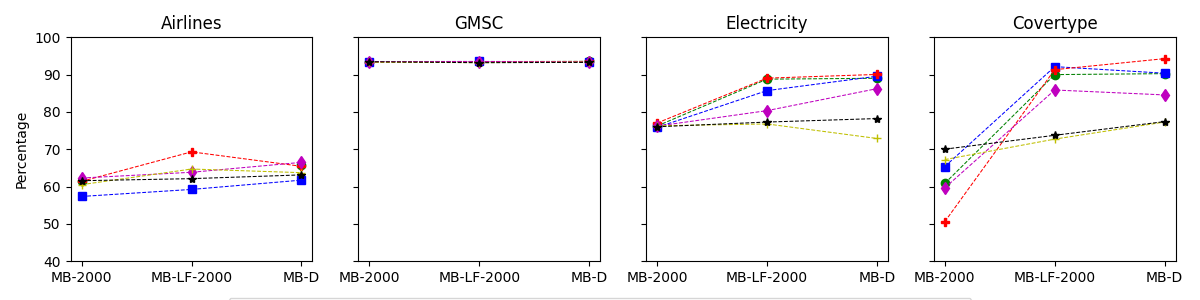 Airlines GMSC Electricity Covertype
Percentage
100
90
80
70
60
50
40
MB-2000 MB-LF-2000 MB-D MB-2000 MB-LF-2000 MB-D MB-2000 MB-LF-2000 MB-D MB-2000 MB-LF-2000 MB-D